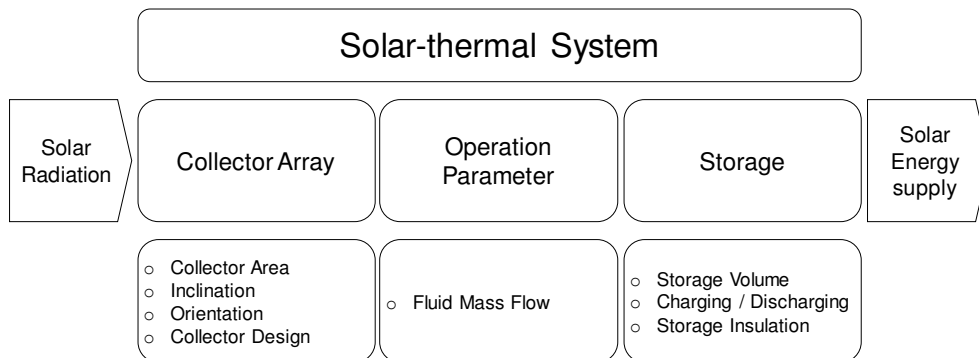 Solar-thermal System
Solar
Radiation
Collector Array
Operation
Parameter
Storage
Solar
Energy
supply
○ Collector Area
○ Inclination
○ Orientation
○ Collector Design
○ Fluid Mass Flow
○ Storage Volume
○ Charging / Discharging
○ Storage Insulation